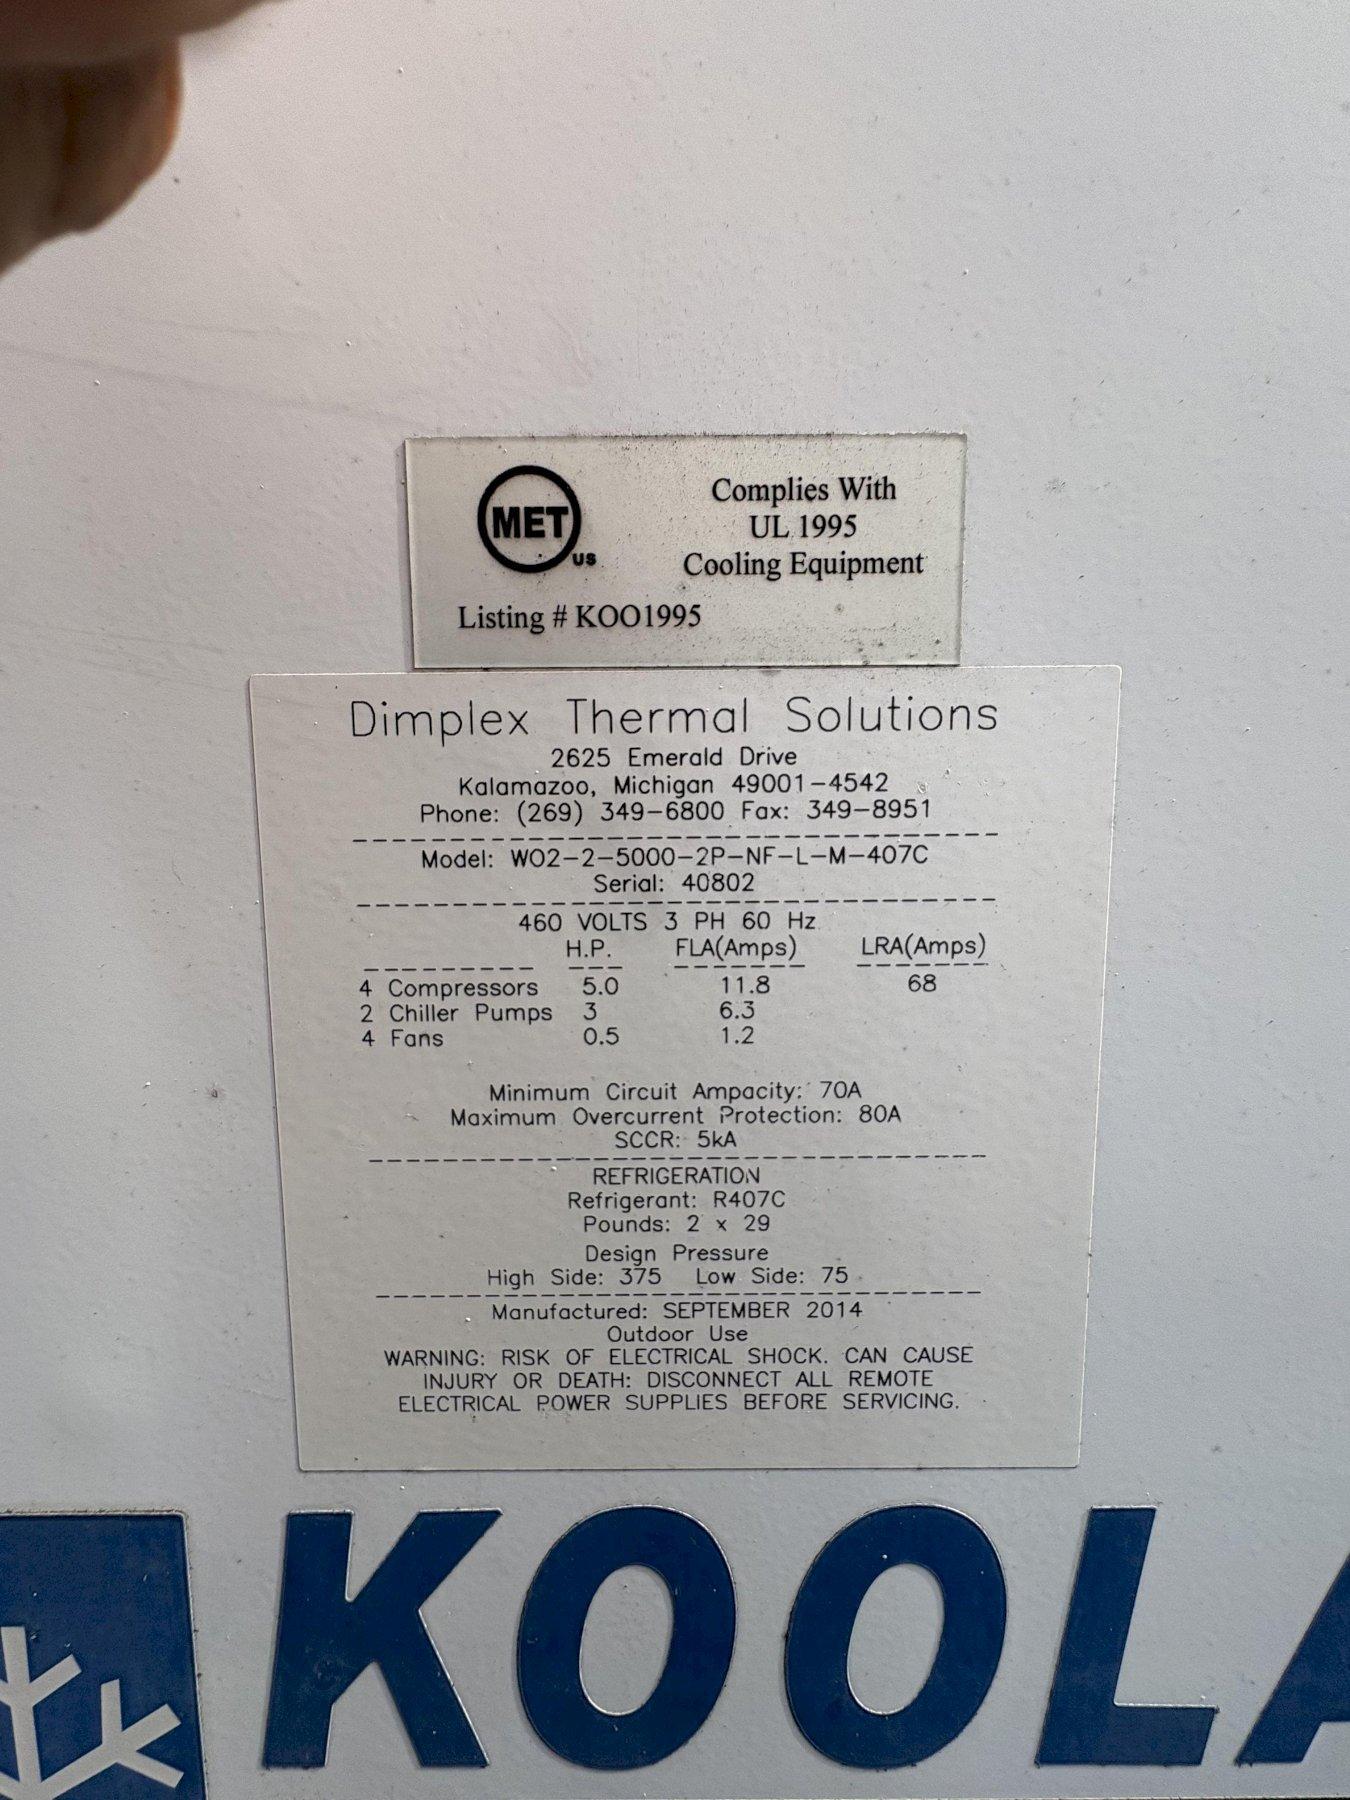 MET
US
Complies With
UL 1995
Cooling Equipment
Listing # KOO1995
Dimplex Thermal Solutions
2625 Emerald Drive
Kalamazoo, Michigan 49001-4542
Phone: (269) 349-6800 Fax: 349-8951
Model: WO2-2-5000-2P-NF-L-M-407C
Serial: 40802
460 VOLTS 3 PH 60 Hz
H.P. FLA(Amps) LRA(Amps)
4 Compressors 5.0 11.8 68
2 Chiller Pumps 3 6.3
4 Fans 0.5 1.2
Minimum Circuit Ampacity: 70A
Maximum Overcurrent Protection: 80A
SCCR: 5kA
REFRIGERATION
Refrigerant: R407C
Pounds: 2 x 29
Design Pressure
High Side: 375 Low Side: 75
Manufactured: SEPTEMBER 2014
Outdoor Use
WARNING: RISK OF ELECTRICAL SHOCK. CAN CAUSE
INJURY OR DEATH: DISCONNECT ALL REMOTE
ELECTRICAL POWER SUPPLIES BEFORE SERVICING.
KOOLA